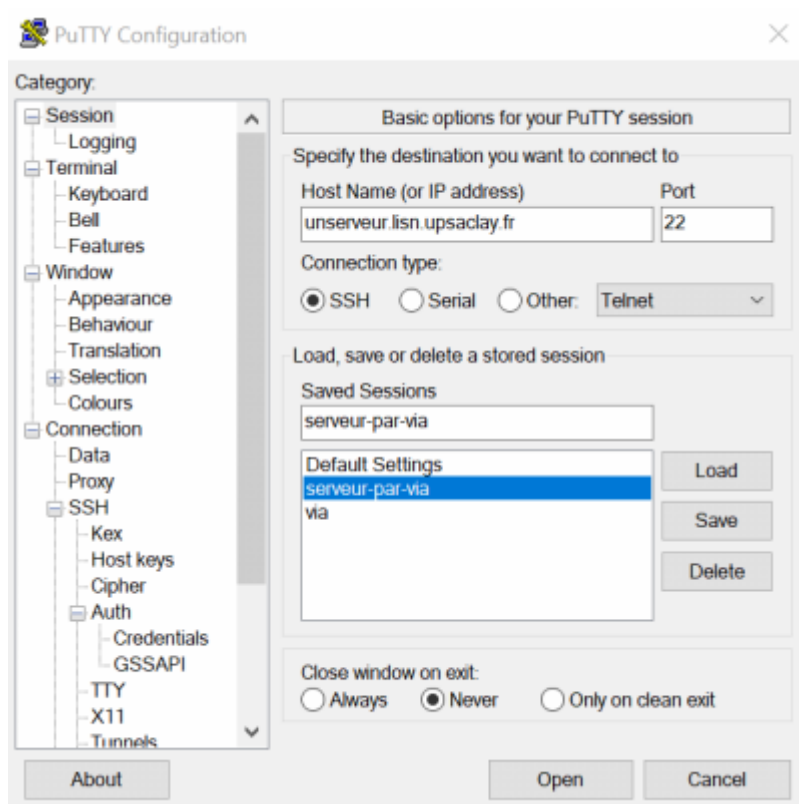 PuTTY Configuration
Category:
Session
Logging
Terminal
Keyboard
Bell
Features
Window
Appearance
Behaviour
Translation
Selection
Colours
Connection
Data
Proxy
SSH
Kex
Host keys
Cipher
Auth
Credentials
GSSAPI
TTY
X11
Tunnels
Basic options for your PuTTY session
Specify the destination you want to connect to
Host Name (or IP address) Port
unserveur.lisn.upsaclay.fr 22
Connection type:
SSH Serial Other: Telnet
Load, save or delete a stored session
Saved Sessions
serveur-par-via
Default Settings
serveur-par-via
via
Load
Save
Delete
Close window on exit:
Always Never Only on clean exit
About Open Cancel